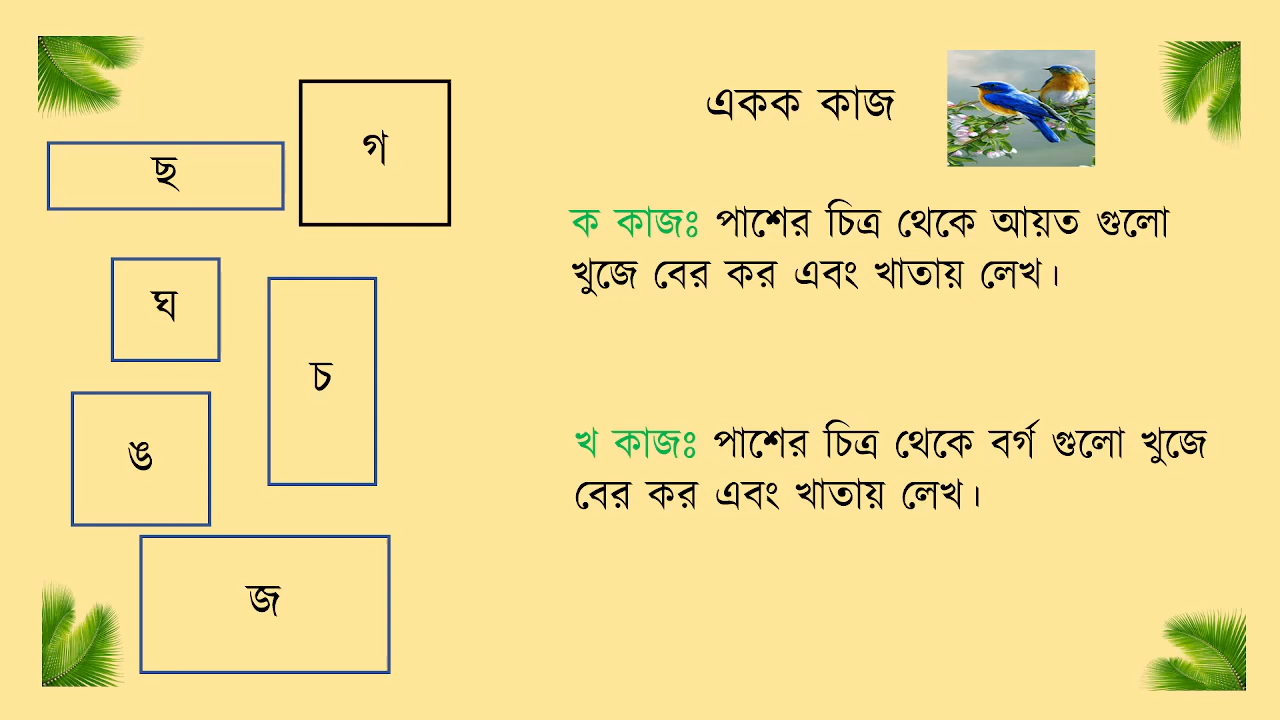 একক কাজ
গ
ছ
ক কাজঃ পাশের চিত্র থেকে আয়ত গুলো
খুজে বের কর এবং খাতায় লেখ।
ঘ
চ
ঙ
খ কাজঃ পাশের চিত্র থেকে বর্গ গুলো খুজে
বের কর এবং খাতায় লেখ।
জ